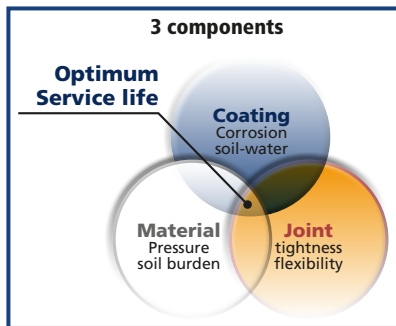 3 components
Optimum
Service life
Coating
Corrosion
soil-water
Material
Pressure
soil burden
Joint
tightness
flexibility